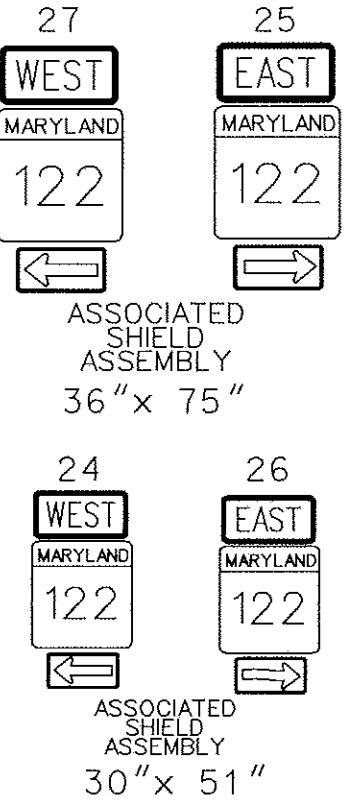 27 25
WEST EAST
MARYLAND MARYLAND
122 122
ASSOCIATED
SHIELD
ASSEMBLY
36"x 75"
24 26
WEST EAST
MARYLAND MARYLAND
122 122
ASSOCIATED
SHIELD
ASSEMBLY
30"x 51"